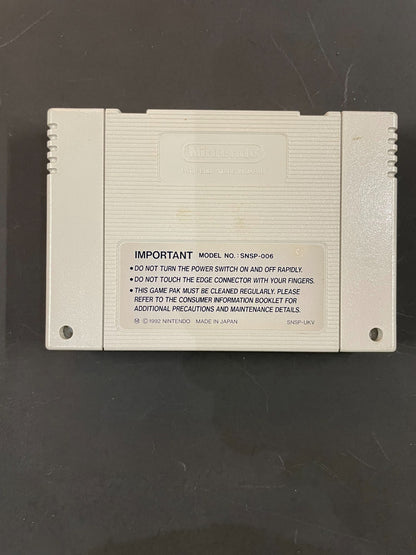 Nintendo
IMPORTANT MODEL NO.: SNSP-006
• DO NOT TURN THE POWER SWITCH ON AND OFF RAPIDLY.
• DO NOT TOUCH THE EDGE CONNECTOR WITH YOUR FINGERS.
• THIS GAME PAK MUST BE CLEANED REGULARLY. PLEASE
REFER TO THE CONSUMER INFORMATION BOOKLET FOR
ADDITIONAL PRECAUTIONS AND MAINTENANCE DETAILS.
Ⓜ © 1992 NINTENDO MADE IN JAPAN SNSP-UKV